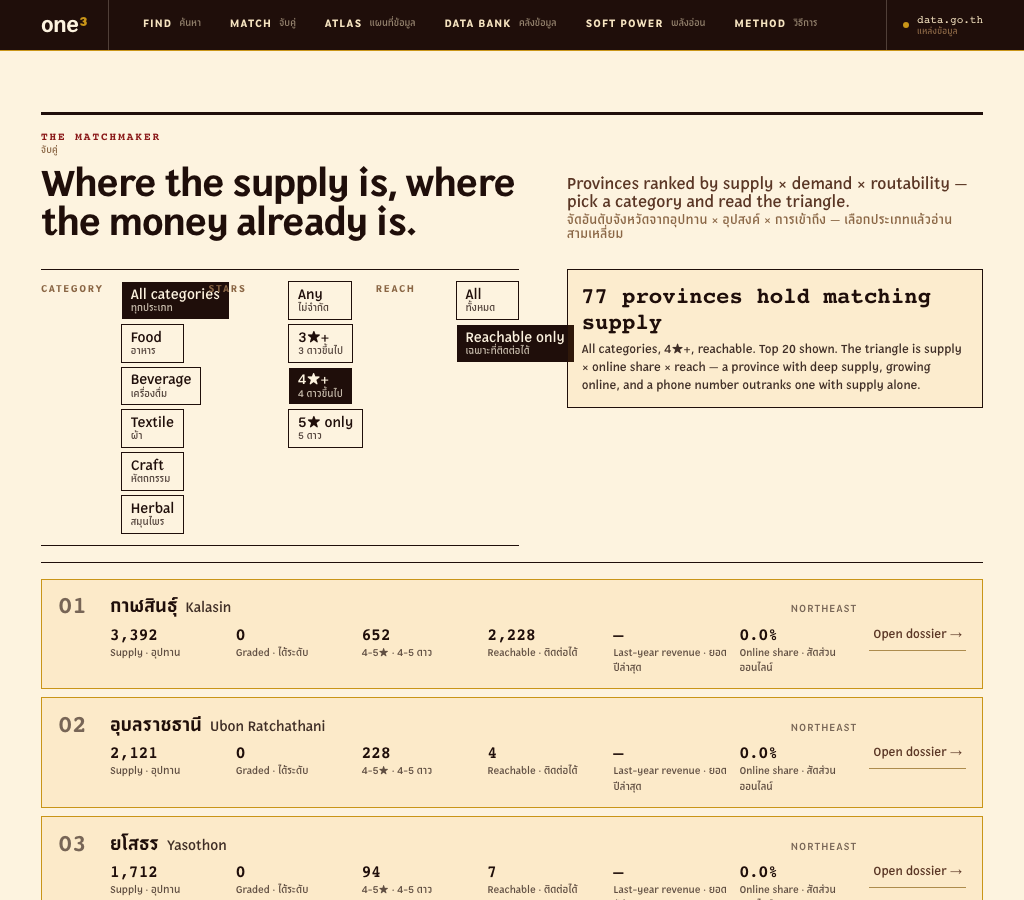 one³
FIND ค้นหา
MATCH จับคู่
ATLAS แผนที่ข้อมูล
DATA BANK คลังข้อมูล
SOFT POWER พลังอ่อน
METHOD วิธีการ
data.go.th
แหล่งข้อมูล
THE MATCHMAKER
จับคู่
Where the supply is, where
the money already is.
Provinces ranked by supply × demand × routability —
pick a category and read the triangle.
จัดอันดับจังหวัดจากอุปทาน × อุปสงค์ × การเข้าถึง — เลือกประเภทแล้วอ่าน
สามเหลี่ยม
CATEGORY
All categories
ทุกประเภท
Food
อาหาร
Beverage
เครื่องดื่ม
Textile
ผ้า
Craft
หัตถกรรม
Herbal
สมุนไพร
STARS
Any
ไม่จำกัด
3★+
3 ดาวขึ้นไป
4★+
4 ดาวขึ้นไป
5★ only
5 ดาว
REACH
All
ทั้งหมด
Reachable only
เฉพาะที่ติดต่อได้
77 provinces hold matching
supply
All categories, 4★+, reachable. Top 20 shown. The triangle is supply
× online share × reach — a province with deep supply, growing
online, and a phone number outranks one with supply alone.
01 กาฬสินธุ์ Kalasin NORTHEAST
3,392 0 652 2,228 — 0.0% Open dossier →
Supply · อุปทาน Graded · ได้ระดับ 4–5★ · 4–5 ดาว Reachable · ติดต่อได้ Last-year revenue · ยอด Online share · สัดส่วน
ปีล่าสุด ออนไลน์
02 อุบลราชธานี Ubon Ratchathani NORTHEAST
2,121 0 228 4 — 0.0% Open dossier →
Supply · อุปทาน Graded · ได้ระดับ 4–5★ · 4–5 ดาว Reachable · ติดต่อได้ Last-year revenue · ยอด Online share · สัดส่วน
ปีล่าสุด ออนไลน์
03 ยโสธร Yasothon NORTHEAST
1,712 0 94 7 — 0.0% Open dossier →
Supply · อุปทาน Graded · ได้ระดับ 4–5★ · 4–5 ดาว Reachable · ติดต่อได้ Last-year revenue · ยอด Online share · สัดส่วน